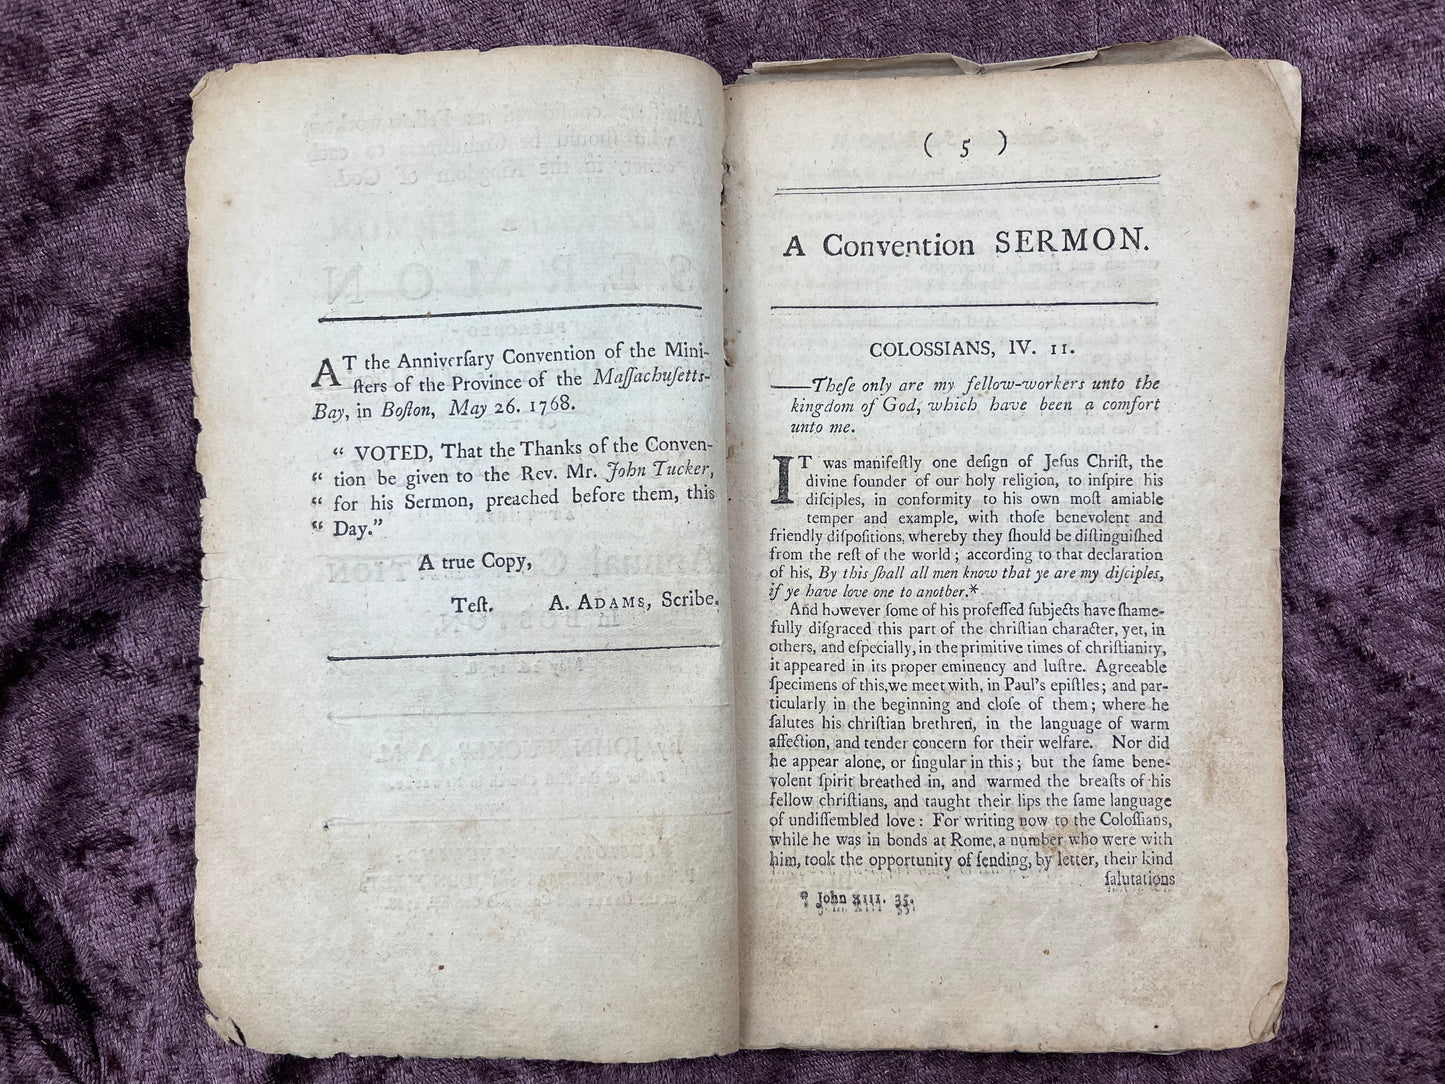 AT the Anniverſary Convention of the Mini-
ſters of the Province of the Maſſachuſetts-
Bay, in Boſton, May 26. 1768.
“ VOTED, That the Thanks of the Conven-
“ tion be given to the Rev. Mr. John Tucker,
“ for his Sermon, preached before them, this
“ Day.”
A true Copy,
Teſt. A. ADAMS, Scribe.
( 5 )
A Convention SERMON.
COLOSSIANS, IV. 11.
——Theſe only are my fellow-workers unto the
kingdom of God, which have been a comfort
unto me.
IT was manifeſtly one deſign of Jeſus Chriſt, the
divine founder of our holy religion, to inſpire his
diſciples, in conformity to his own moſt amiable
temper and example, with thoſe benevolent and
friendly diſpoſitions, whereby they ſhould be diſtinguiſhed
from the reſt of the world ; according to that declaration
of his, By this ſhall all men know that ye are my diſciples,
if ye have love one to another.*
And however ſome of his profeſſed ſubjects have ſhame-
fully diſgraced this part of the chriſtian character, yet, in
others, and eſpecially, in the primitive times of chriſtianity,
it appeared in its proper eminency and luſtre. Agreeable
ſpecimens of this, we meet with, in Paul's epiſtles ; and par-
ticularly in the beginning and cloſe of them ; where he
ſalutes his chriſtian brethren, in the language of warm
affection, and tender concern for their welfare. Nor did
he appear alone, or ſingular in this ; but the ſame bene-
volent ſpirit breathed in, and warmed the breaſts of his
fellow chriſtians, and taught their lips the ſame language
of undiſſembled love : For writing now to the Coloſſians,
while he was in bonds at Rome, a number who were with
him, took the opportunity of ſending, by letter, their kind
ſalutations
* John XIII. 35.